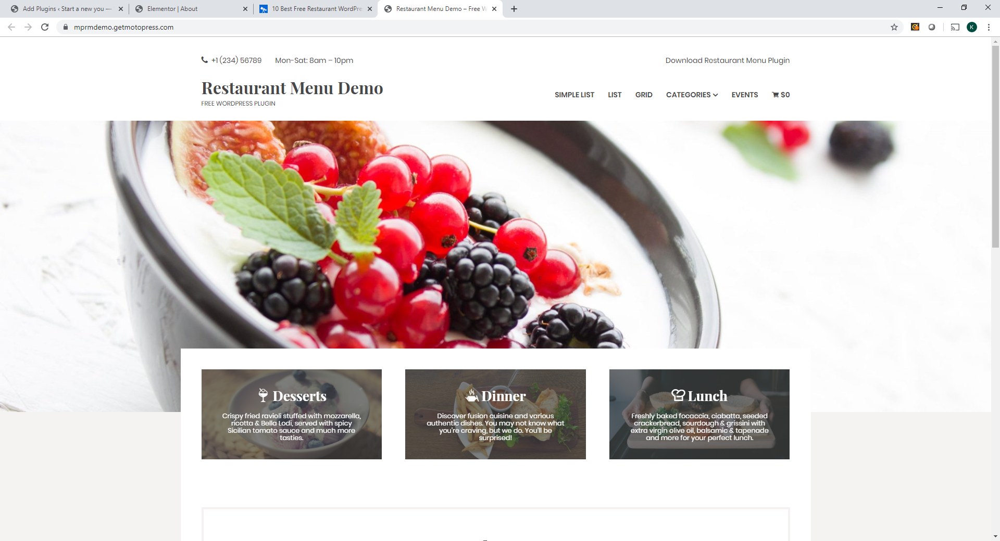 Add Plugins ‹ Start a new you —
Elementor | About
10 Best Free Restaurant WordPre
Restaurant Menu Demo – Free W
mprmdemo.getmotopress.com
K
+1 (234) 56789
Mon-Sat: 8am – 10pm
Download Restaurant Menu Plugin
Restaurant Menu Demo
FREE WORDPRESS PLUGIN
SIMPLE LIST
LIST
GRID
CATEGORIES
EVENTS
$0
Desserts
Crispy fried ravioli stuffed with mozzarella,
ricotta & Bella Lodi, served with spicy
Sicilian tomato sauce and much more
tasties.
Dinner
Discover fusion cuisine and various
authentic dishes. You may not know what
you're craving, but we do. You'll be
surprised!
Lunch
Freshly baked focaccia, ciabatta, seeded
crackerbread, sourdough & grissini with
extra virgin olive oil, balsamic & tapenade
and more for your perfect lunch.